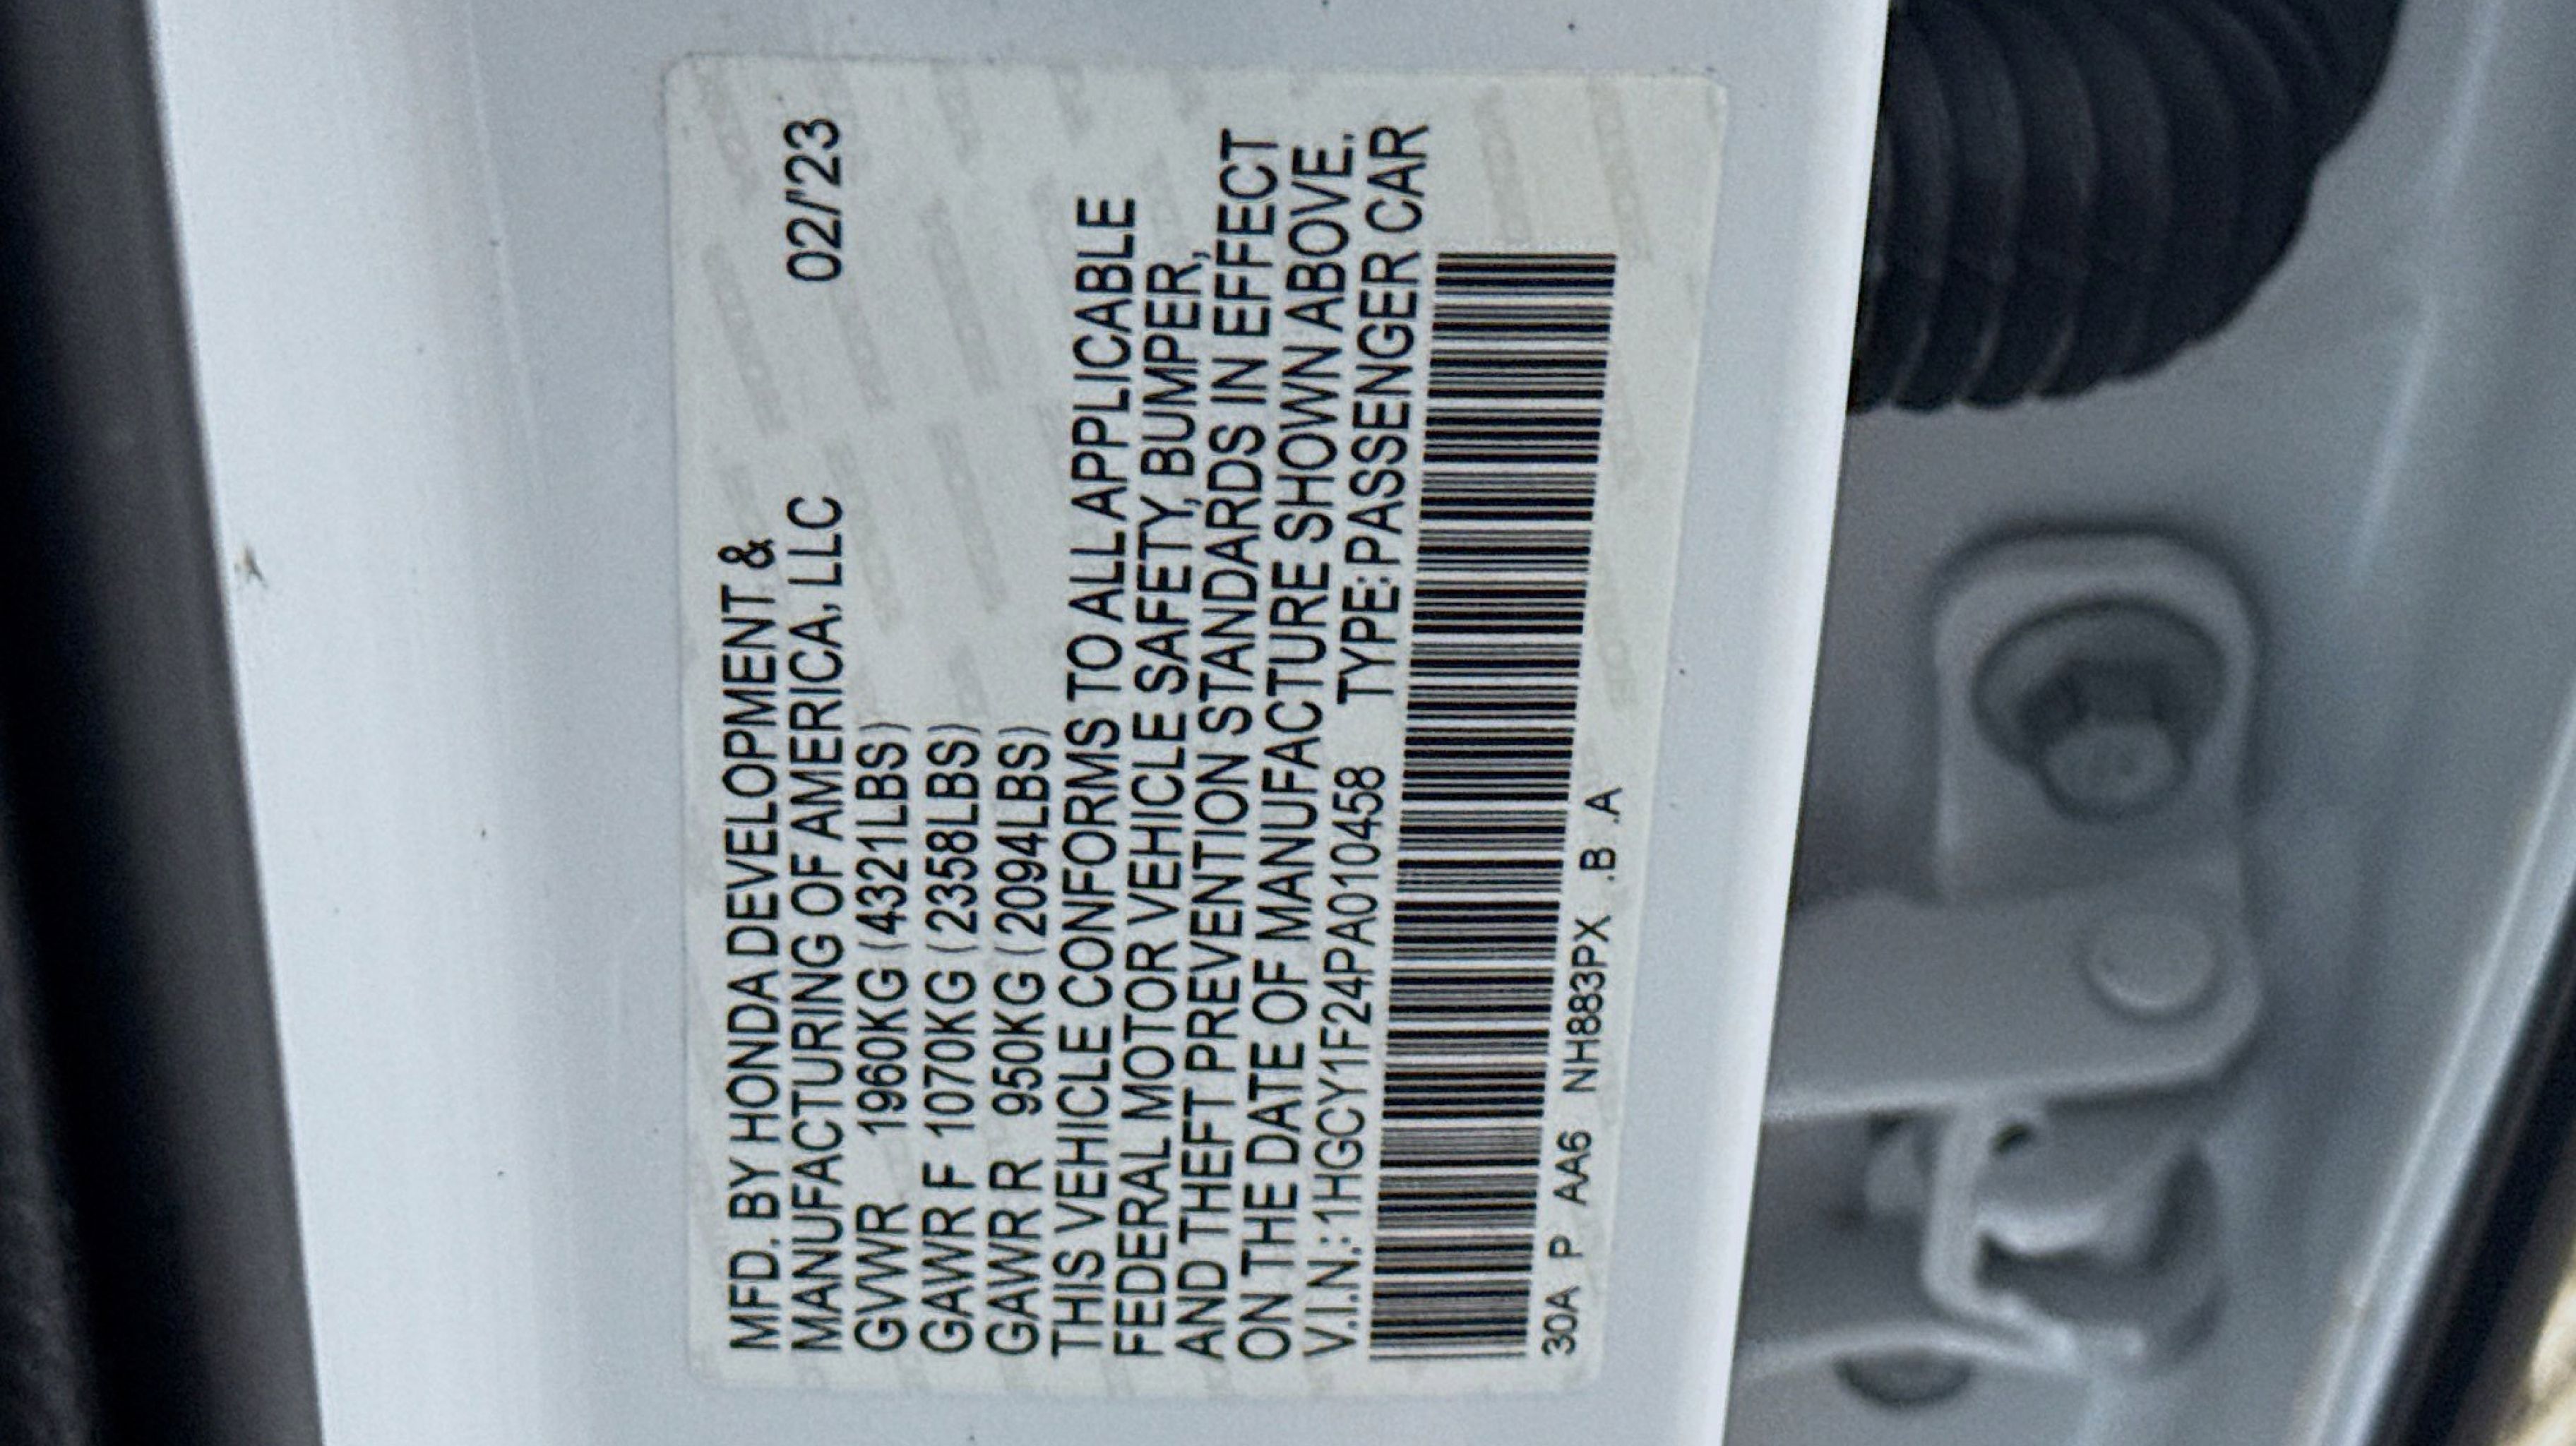 MFD. BY HONDA DEVELOPMENT &
MANUFACTURING OF AMERICA, LLC 02/'23
GVWR 1960KG (4321LBS)
GAWR F 1070KG (2358LBS)
GAWR R 950KG (2094LBS)
THIS VEHICLE CONFORMS TO ALL APPLICABLE
FEDERAL MOTOR VEHICLE SAFETY, BUMPER,
AND THEFT PREVENTION STANDARDS IN EFFECT
ON THE DATE OF MANUFACTURE SHOWN ABOVE.
V.I.N.: 1HGCY1F24PA010458 TYPE: PASSENGER CAR
30A P AA6 NH883PX .B .A